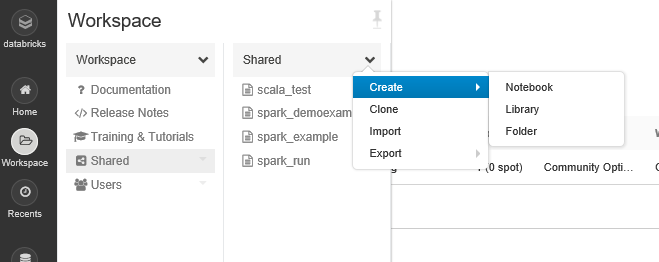 databricks
Home
Workspace
Recents
Workspace
Workspace
Documentation
Release Notes
Training & Tutorials
Shared
Users
Shared
scala_test
spark_demoexam
spark_example
spark_run
Create
Clone
Import
Export
Notebook
Library
Folder
(0 spot)
Community Opti...